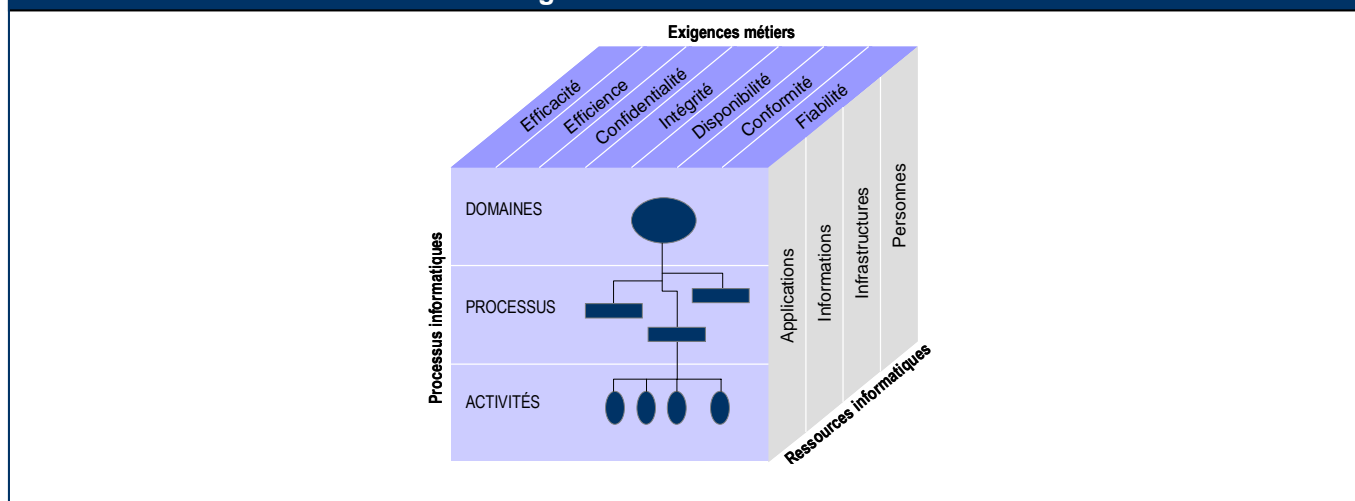 Exigences métiers
Efficacité
Efficience
Confidentialité
Intégrité
Disponibilité
Conformité
Fiabilité
Processus informatiques
DOMAINES
PROCESSUS
ACTIVITÉS
Applications
Informations
Infrastructures
Personnes
Ressources informatiques